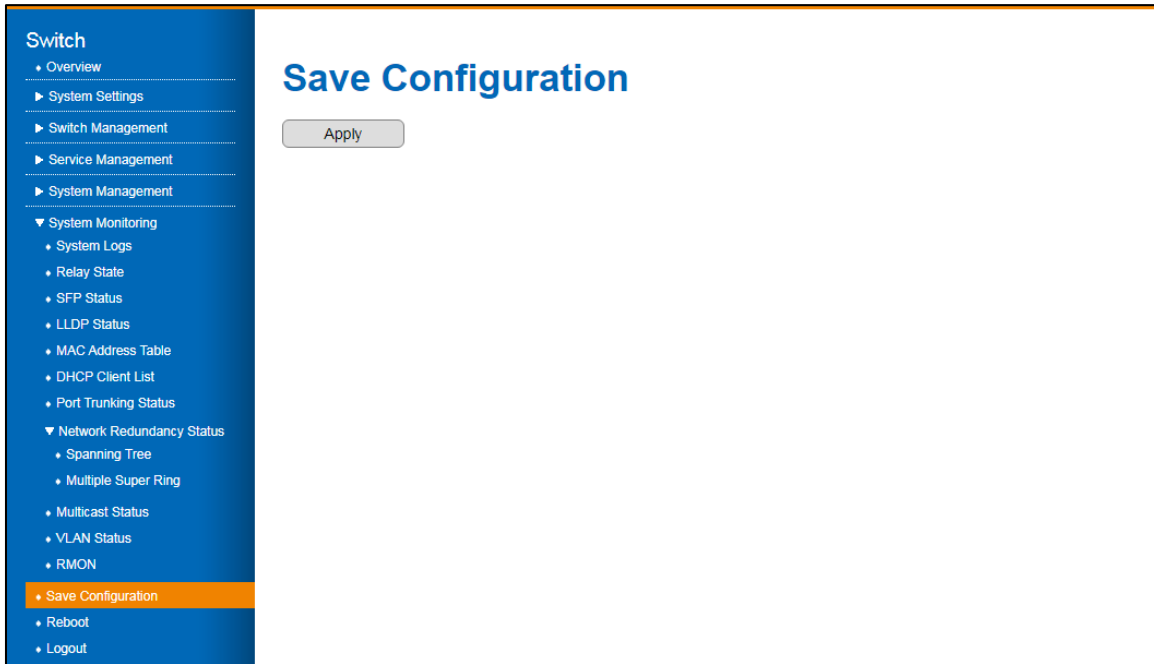 Switch
Overview
System Settings
Switch Management
Service Management
System Management
System Monitoring
System Logs
Relay State
SFP Status
LLDP Status
MAC Address Table
DHCP Client List
Port Trunking Status
Network Redundancy Status
Spanning Tree
Multiple Super Ring
Multicast Status
VLAN Status
RMON
Save Configuration
Reboot
Logout
Save Configuration
Apply